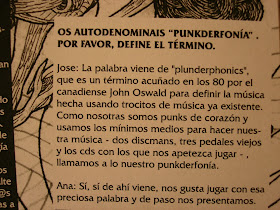 OS AUTODENOMINAIS "PUNKDERFONÍA" .
POR FAVOR, DEFINE EL TÉRMINO.
Jose: La palabra viene de "plunderphonics",
que es un término acuñado en los 80 por el
canadiense John Oswald para definir la música
hecha usando trocitos de música ya existente.
Como nosotras somos punks de corazón y
usamos los mínimos medios para hacer nues-
tra música - dos discmans, tres pedales viejos
y los cds con los que nos apetezca jugar - ,
llamamos a lo nuestro punkderfonía.
Ana: Sí, sí de ahí viene, nos gusta jugar con esa
preciosa palabra y de paso nos presentamos.